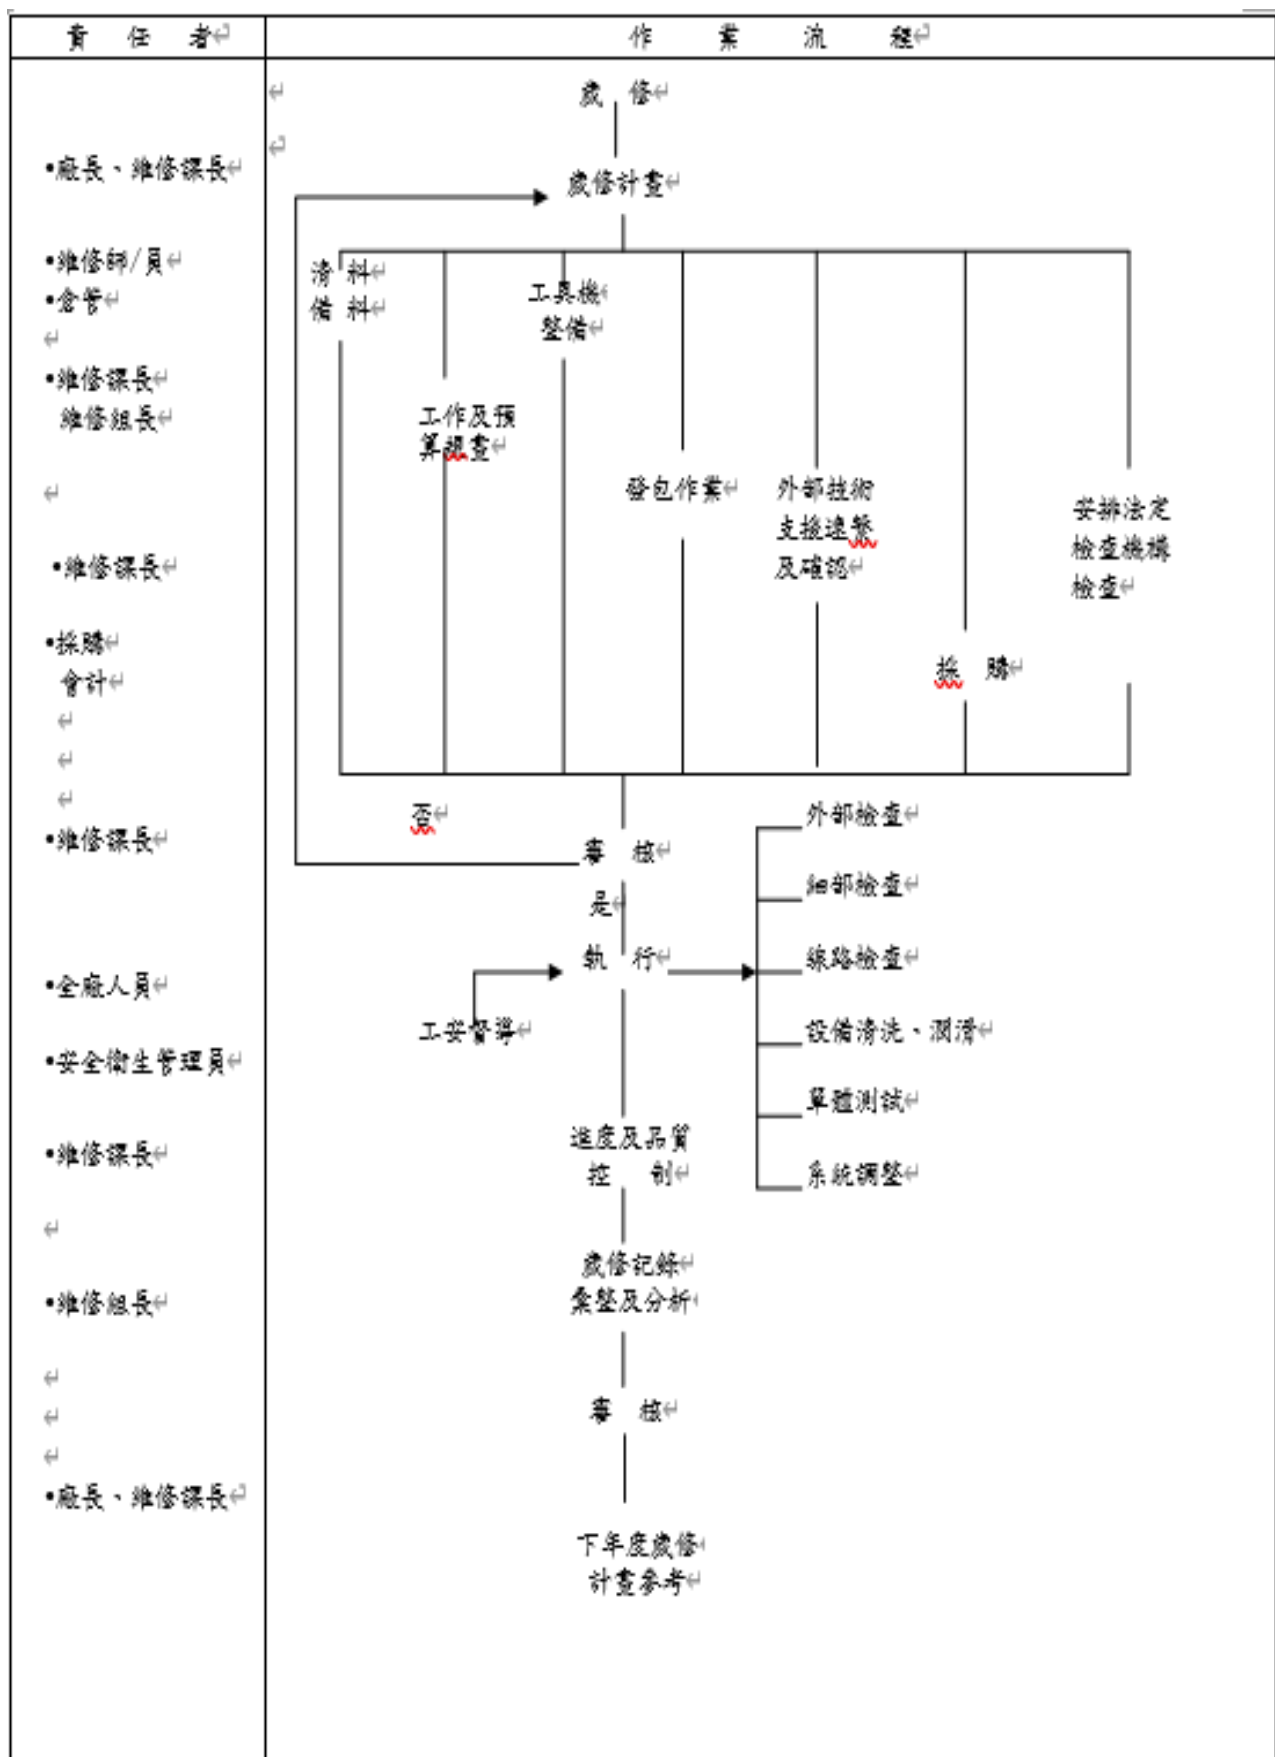 責 任 者
作 業 流 程
歲 修
•廠長、維修課長
歲修計畫
•維修師/員
•倉管
清 料
備 料
工具機
整備
•維修課長
維修組長
工作及預
算規畫
發包作業
外部技術
支援連繫
及確認
安排法定
檢查機構
檢查
•維修課長
•採購
會計
採 購
否
•維修課長
審 核
是
外部檢查
細部檢查
執 行
線路檢查
•全廠人員
工安督導
設備清洗、潤滑
•安全衛生管理員
單體測試
進度及品質
控 制
•維修課長
系統調整
歲修記錄
彙整及分析
•維修組長
審 核
•廠長、維修課長
下年度歲修
計畫參考